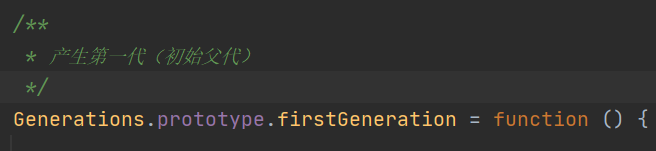 /**
* 产生第一代（初始父代）
*/
Generations.prototype.firstGeneration = function () {